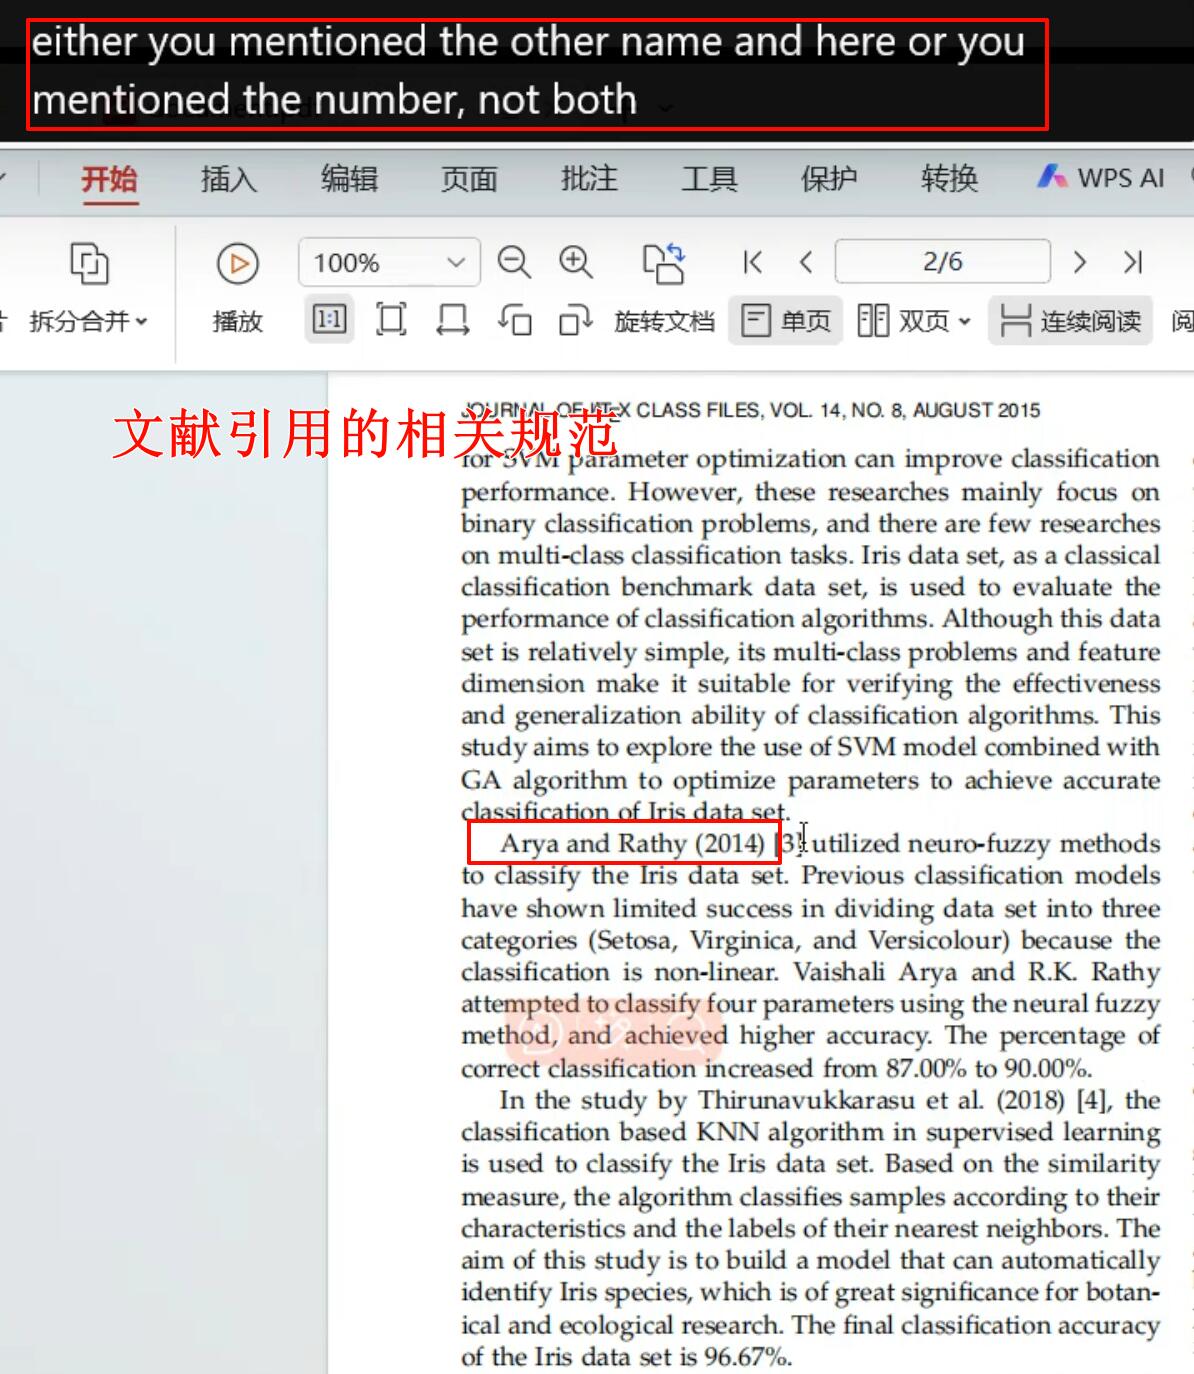 either you mentioned the other name and here or you
mentioned the number, not both
开始 插入 编辑 页面 批注 工具 保护 转换 WPS AI
100% 2/6
拆分合并 播放 1:1 旋转文档 单页 双页 连续阅读 阅
文献引用的相关规范
JOURNAL OF LATEX CLASS FILES, VOL. 14, NO. 8, AUGUST 2015
for SVM parameter optimization can improve classification
performance. However, these researches mainly focus on
binary classification problems, and there are few researches
on multi-class classification tasks. Iris data set, as a classical
classification benchmark data set, is used to evaluate the
performance of classification algorithms. Although this data
set is relatively simple, its multi-class problems and feature
dimension make it suitable for verifying the effectiveness
and generalization ability of classification algorithms. This
study aims to explore the use of SVM model combined with
GA algorithm to optimize parameters to achieve accurate
classification of Iris data set.
Arya and Rathy (2014) [3] utilized neuro-fuzzy methods
to classify the Iris data set. Previous classification models
have shown limited success in dividing data set into three
categories (Setosa, Virginica, and Versicolour) because the
classification is non-linear. Vaishali Arya and R.K. Rathy
attempted to classify four parameters using the neural fuzzy
method, and achieved higher accuracy. The percentage of
correct classification increased from 87.00% to 90.00%.
In the study by Thirunavukkarasu et al. (2018) [4], the
classification based KNN algorithm in supervised learning
is used to classify the Iris data set. Based on the similarity
measure, the algorithm classifies samples according to their
characteristics and the labels of their nearest neighbors. The
aim of this study is to build a model that can automatically
identify Iris species, which is of great significance for botan-
ical and ecological research. The final classification accuracy
of the Iris data set is 96.67%.